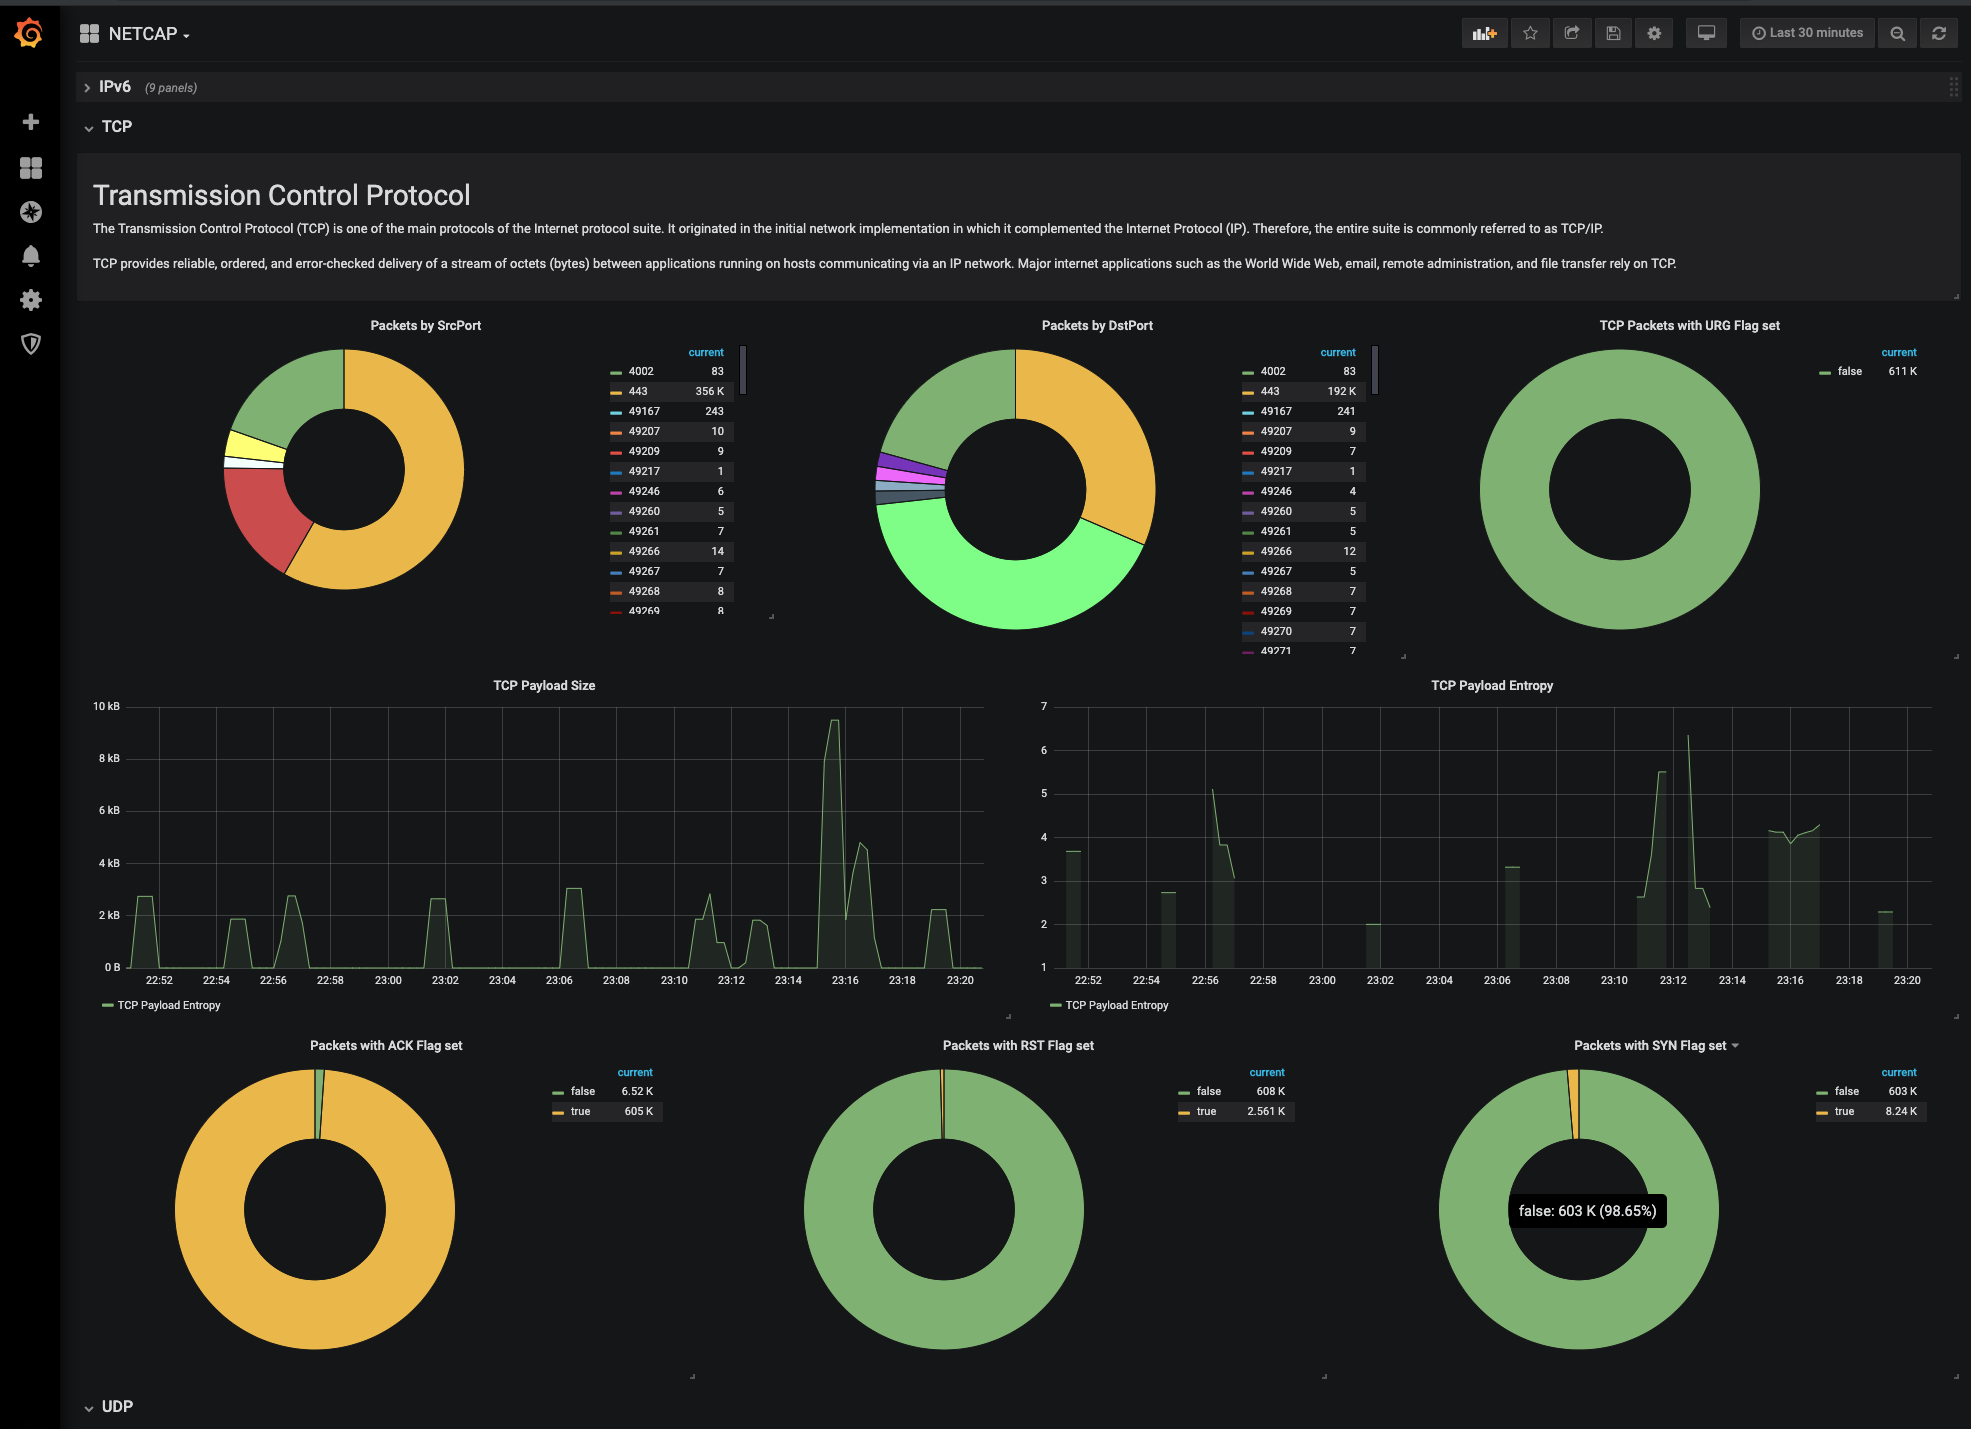 NETCAP
Last 30 minutes
IPv6 (9 panels)
TCP
Transmission Control Protocol
The Transmission Control Protocol (TCP) is one of the main protocols of the Internet protocol suite. It originated in the initial network implementation in which it complemented the Internet Protocol (IP). Therefore, the entire suite is commonly referred to as TCP/IP.
TCP provides reliable, ordered, and error-checked delivery of a stream of octets (bytes) between applications running on hosts communicating via an IP network. Major internet applications such as the World Wide Web, email, remote administration, and file transfer rely on TCP.
Packets by SrcPort
current
4002 83
443 356 K
49167 243
49207 10
49209 9
49217 1
49246 6
49260 5
49261 7
49266 14
49267 7
49268 8
49269 8
Packets by DstPort
current
4002 83
443 192 K
49167 241
49207 9
49209 7
49217 1
49246 4
49260 5
49261 5
49266 12
49267 5
49268 7
49269 7
49270 7
49271 7
TCP Packets with URG Flag set
current
false 611 K
TCP Payload Size
10 kB
8 kB
6 kB
4 kB
2 kB
0 B
22:52 22:54 22:56 22:58 23:00 23:02 23:04 23:06 23:08 23:10 23:12 23:14 23:16 23:18 23:20
TCP Payload Entropy
TCP Payload Entropy
7
6
5
4
3
2
1
22:52 22:54 22:56 22:58 23:00 23:02 23:04 23:06 23:08 23:10 23:12 23:14 23:16 23:18 23:20
TCP Payload Entropy
Packets with ACK Flag set
current
false 6.52 K
true 605 K
Packets with RST Flag set
current
false 608 K
true 2.561 K
Packets with SYN Flag set
current
false 603 K
true 8.24 K
false: 603 K (98.65%)
UDP